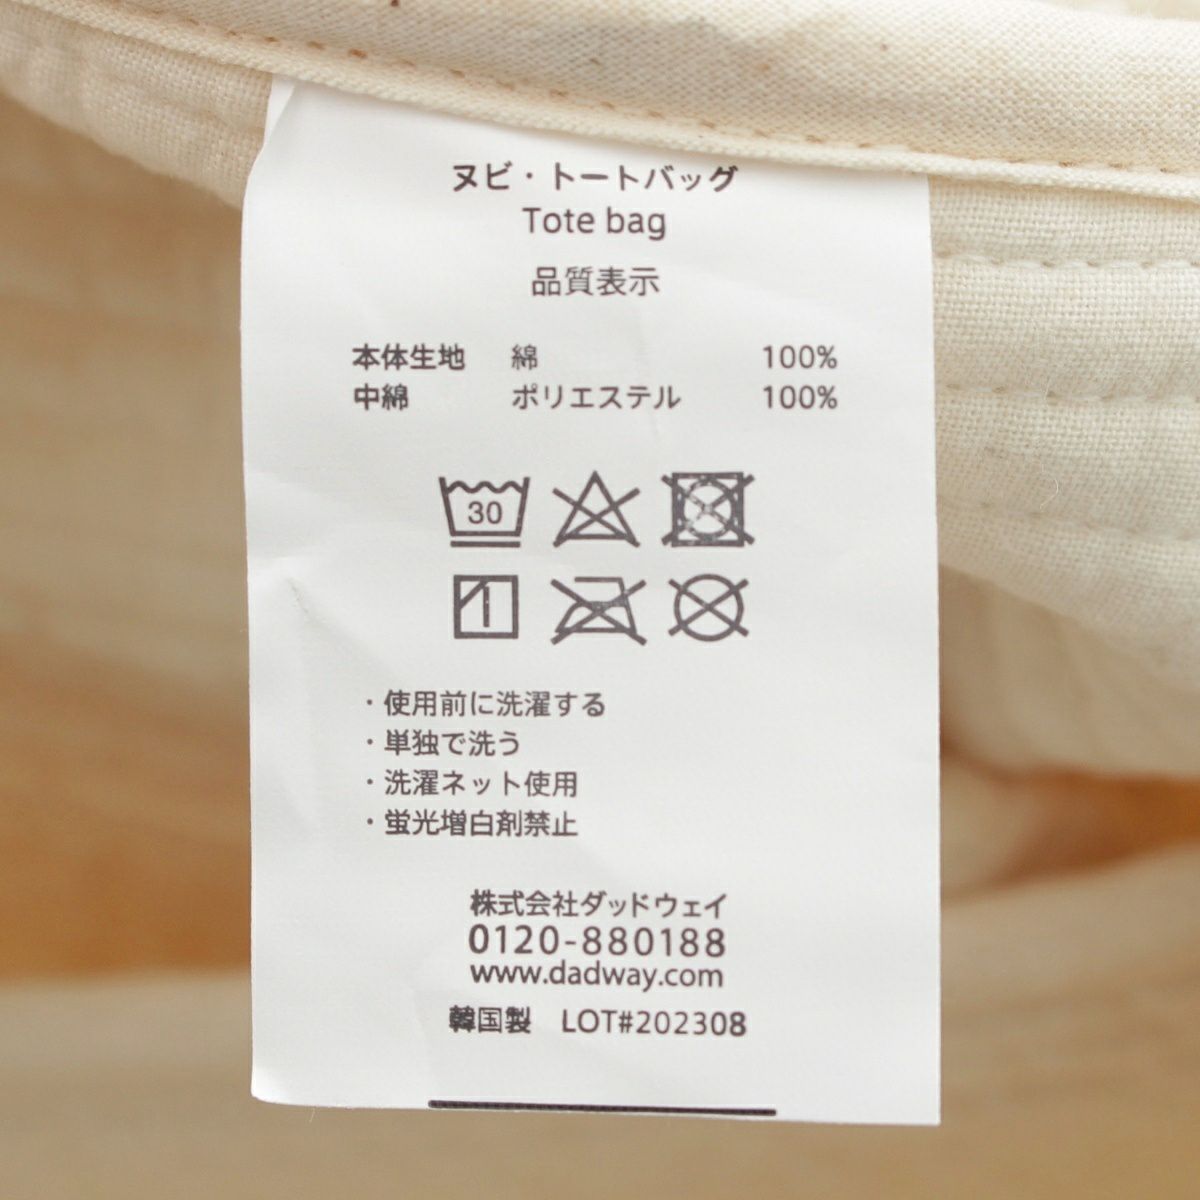 ヌビ・トートバッグ
Tote bag
品質表示
本体生地 綿 100%
中綿 ポリエステル 100%
30
・使用前に洗濯する
・単独で洗う
・洗濯ネット使用
・蛍光増白剤禁止
株式会社ダッドウェイ
0120-880188
www.dadway.com
韓国製 LOT#202308